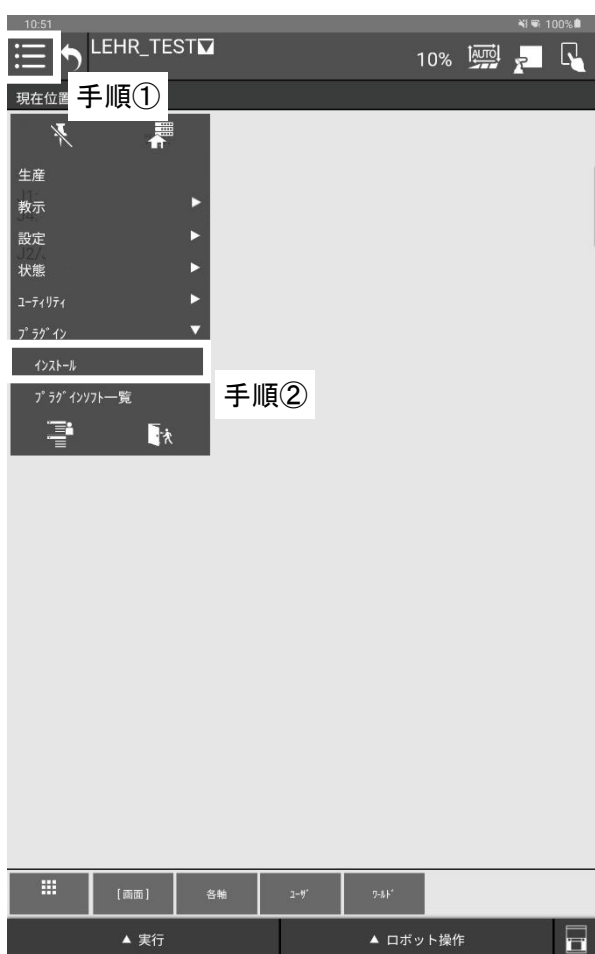 10:51 100%
LEHR_TEST
10% AUTO
現在位置
手順①
生産
J1:
教示
J4:
設定
J2/
状態
ﾕｰﾃｨﾘﾃｨ
ﾌﾟﾗｸﾞｲﾝ
ｲﾝｽﾄｰﾙ
手順②
ﾌﾟﾗｸﾞｲﾝｿﾌﾄ一覧
[画面] 各軸 ﾕｰｻﾞ ﾜｰﾙﾄﾞ
▲ 実行 ▲ ロボット操作